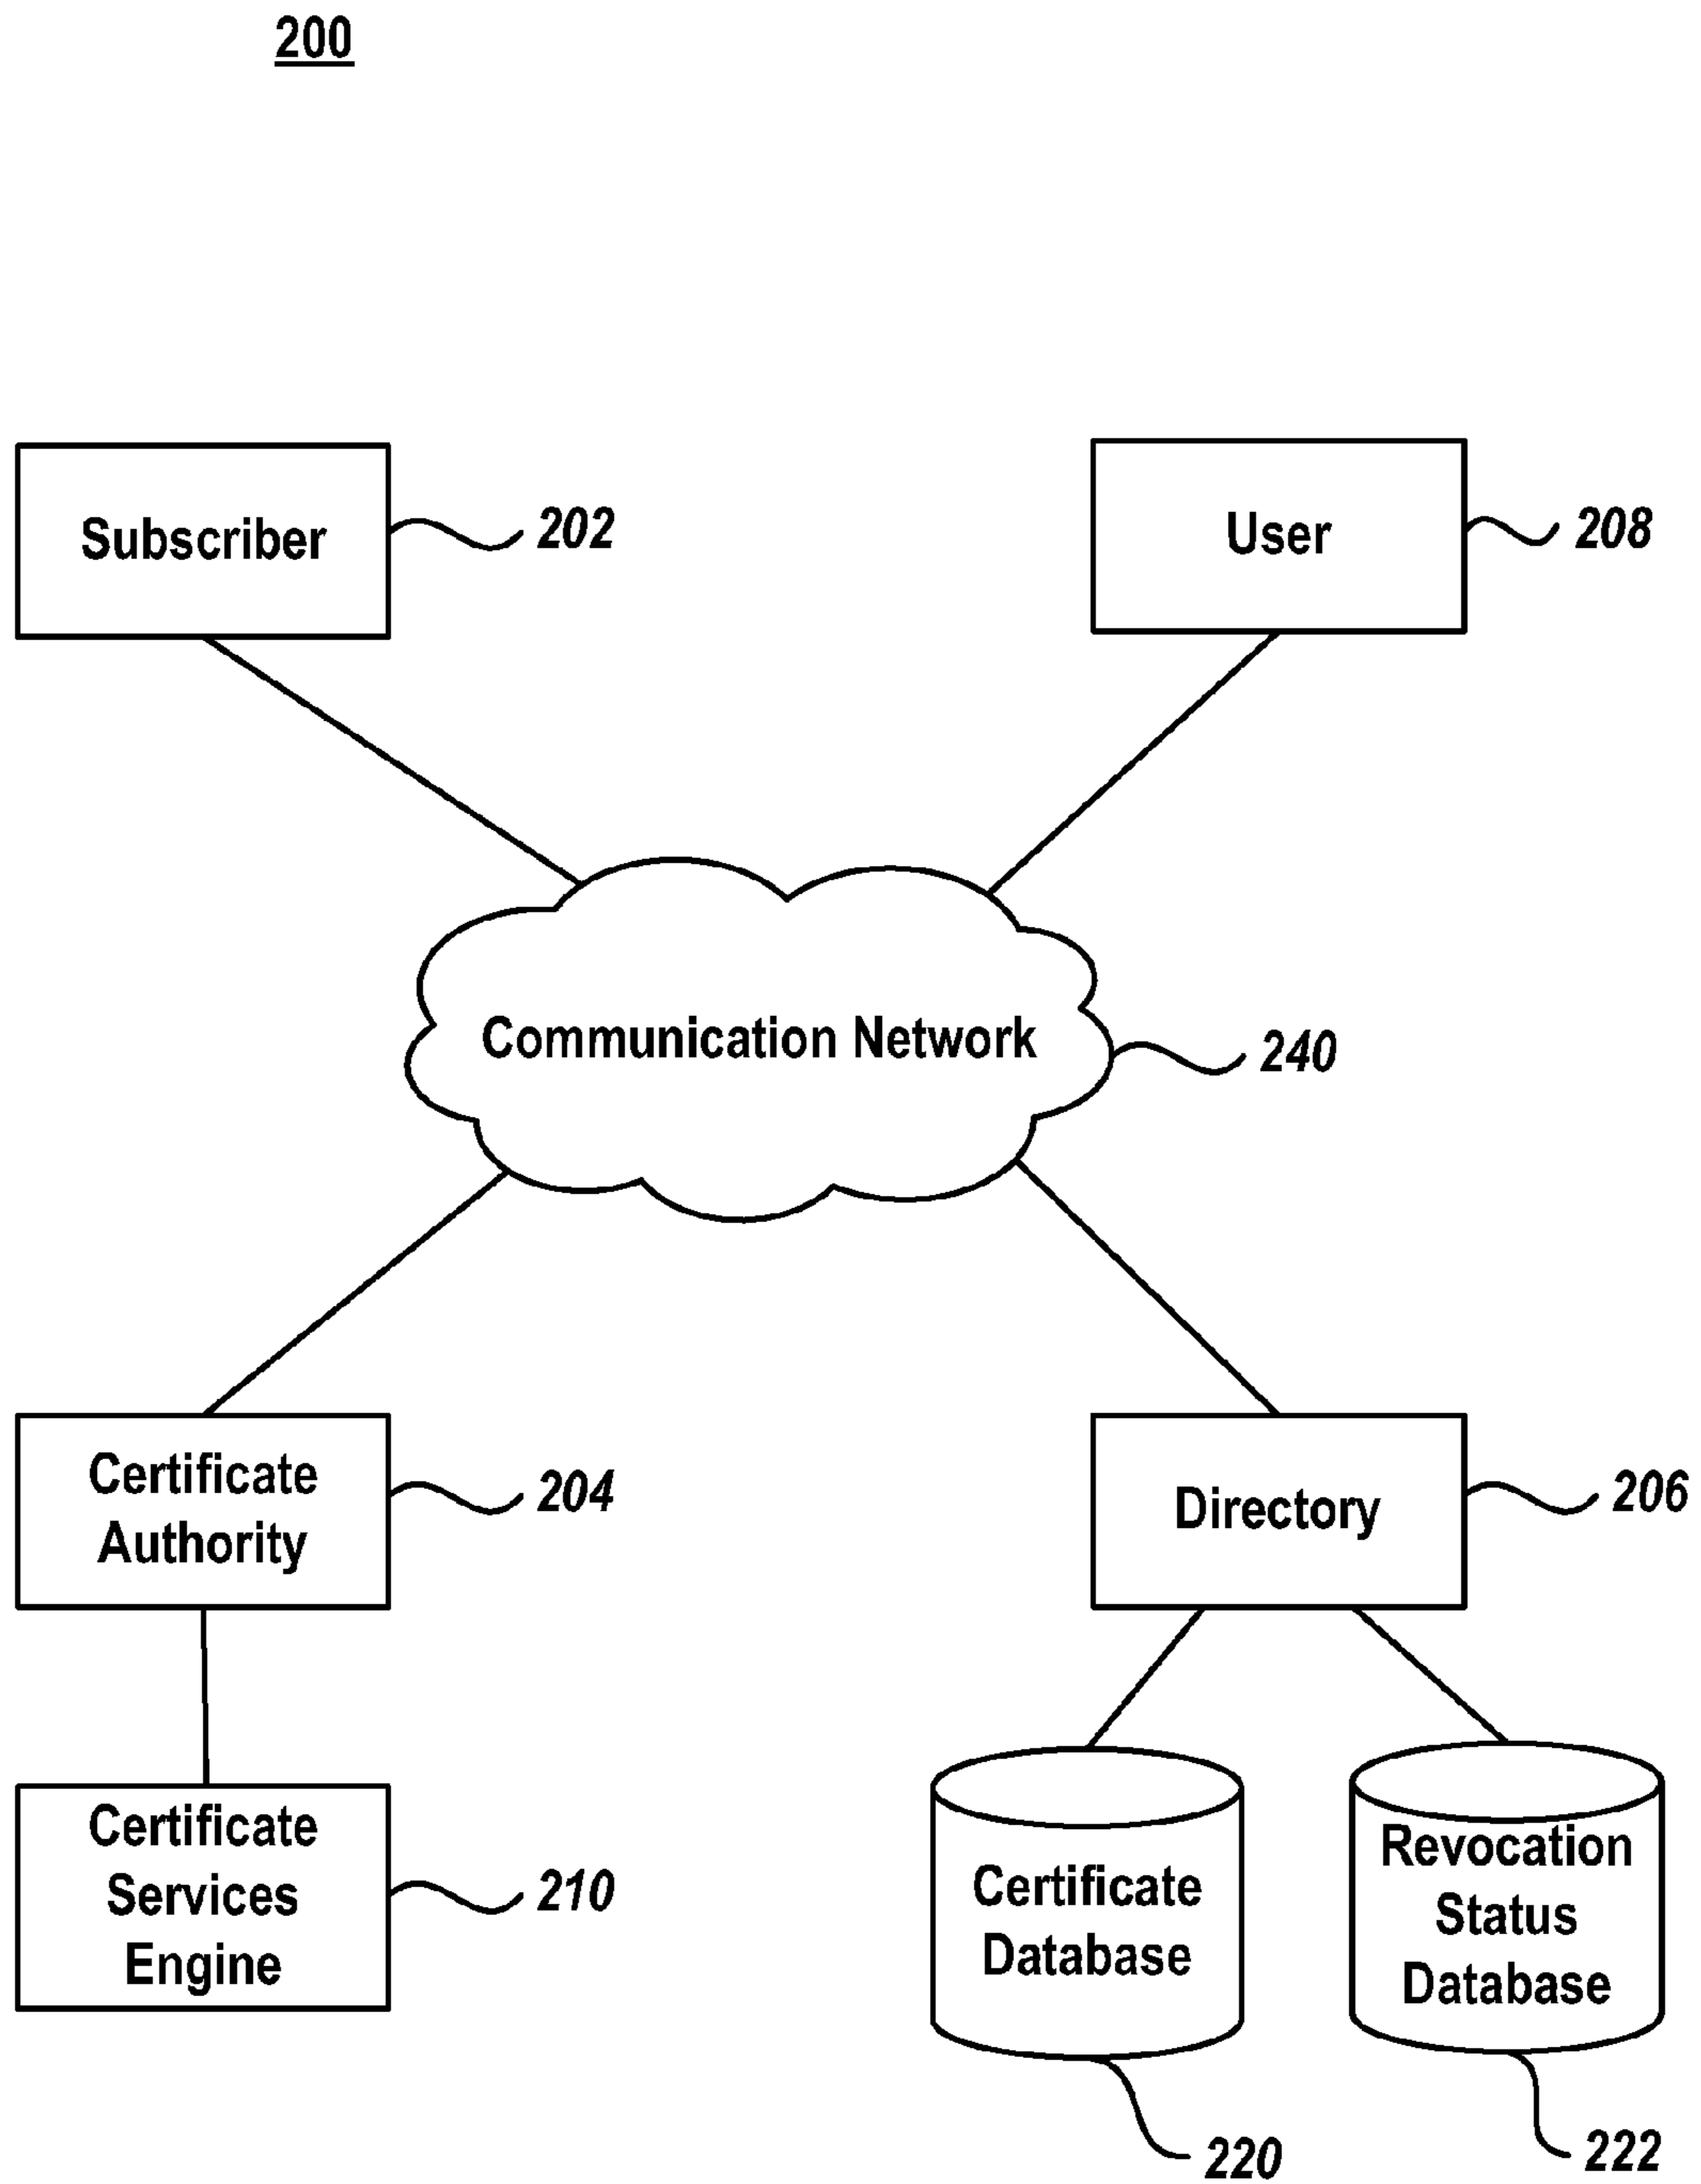 200
Subscriber
202
User
208
Communication Network
240
Certificate
Authority
204
Directory
206
Certificate
Services
Engine
210
Certificate
Database
220
Revocation
Status
Database
222